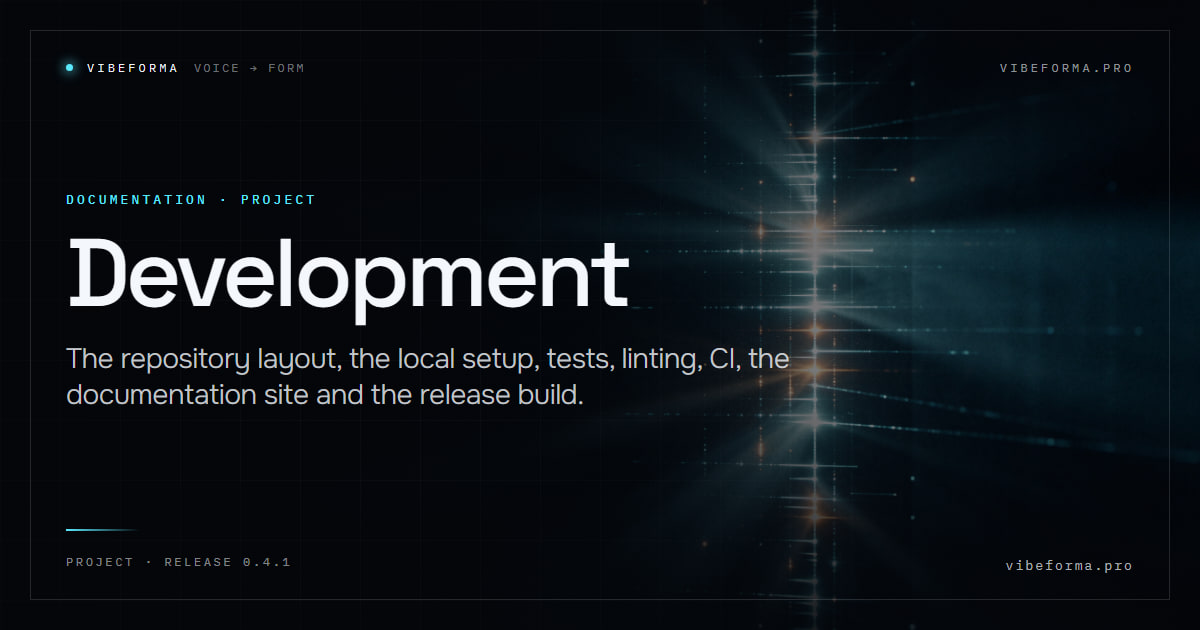 VIBEFORMA VOICE → FORM
VIBEFORMA.PRO
DOCUMENTATION · PROJECT
Development
The repository layout, the local setup, tests, linting, CI, the
documentation site and the release build.
PROJECT · RELEASE 0.4.1
vibeforma.pro